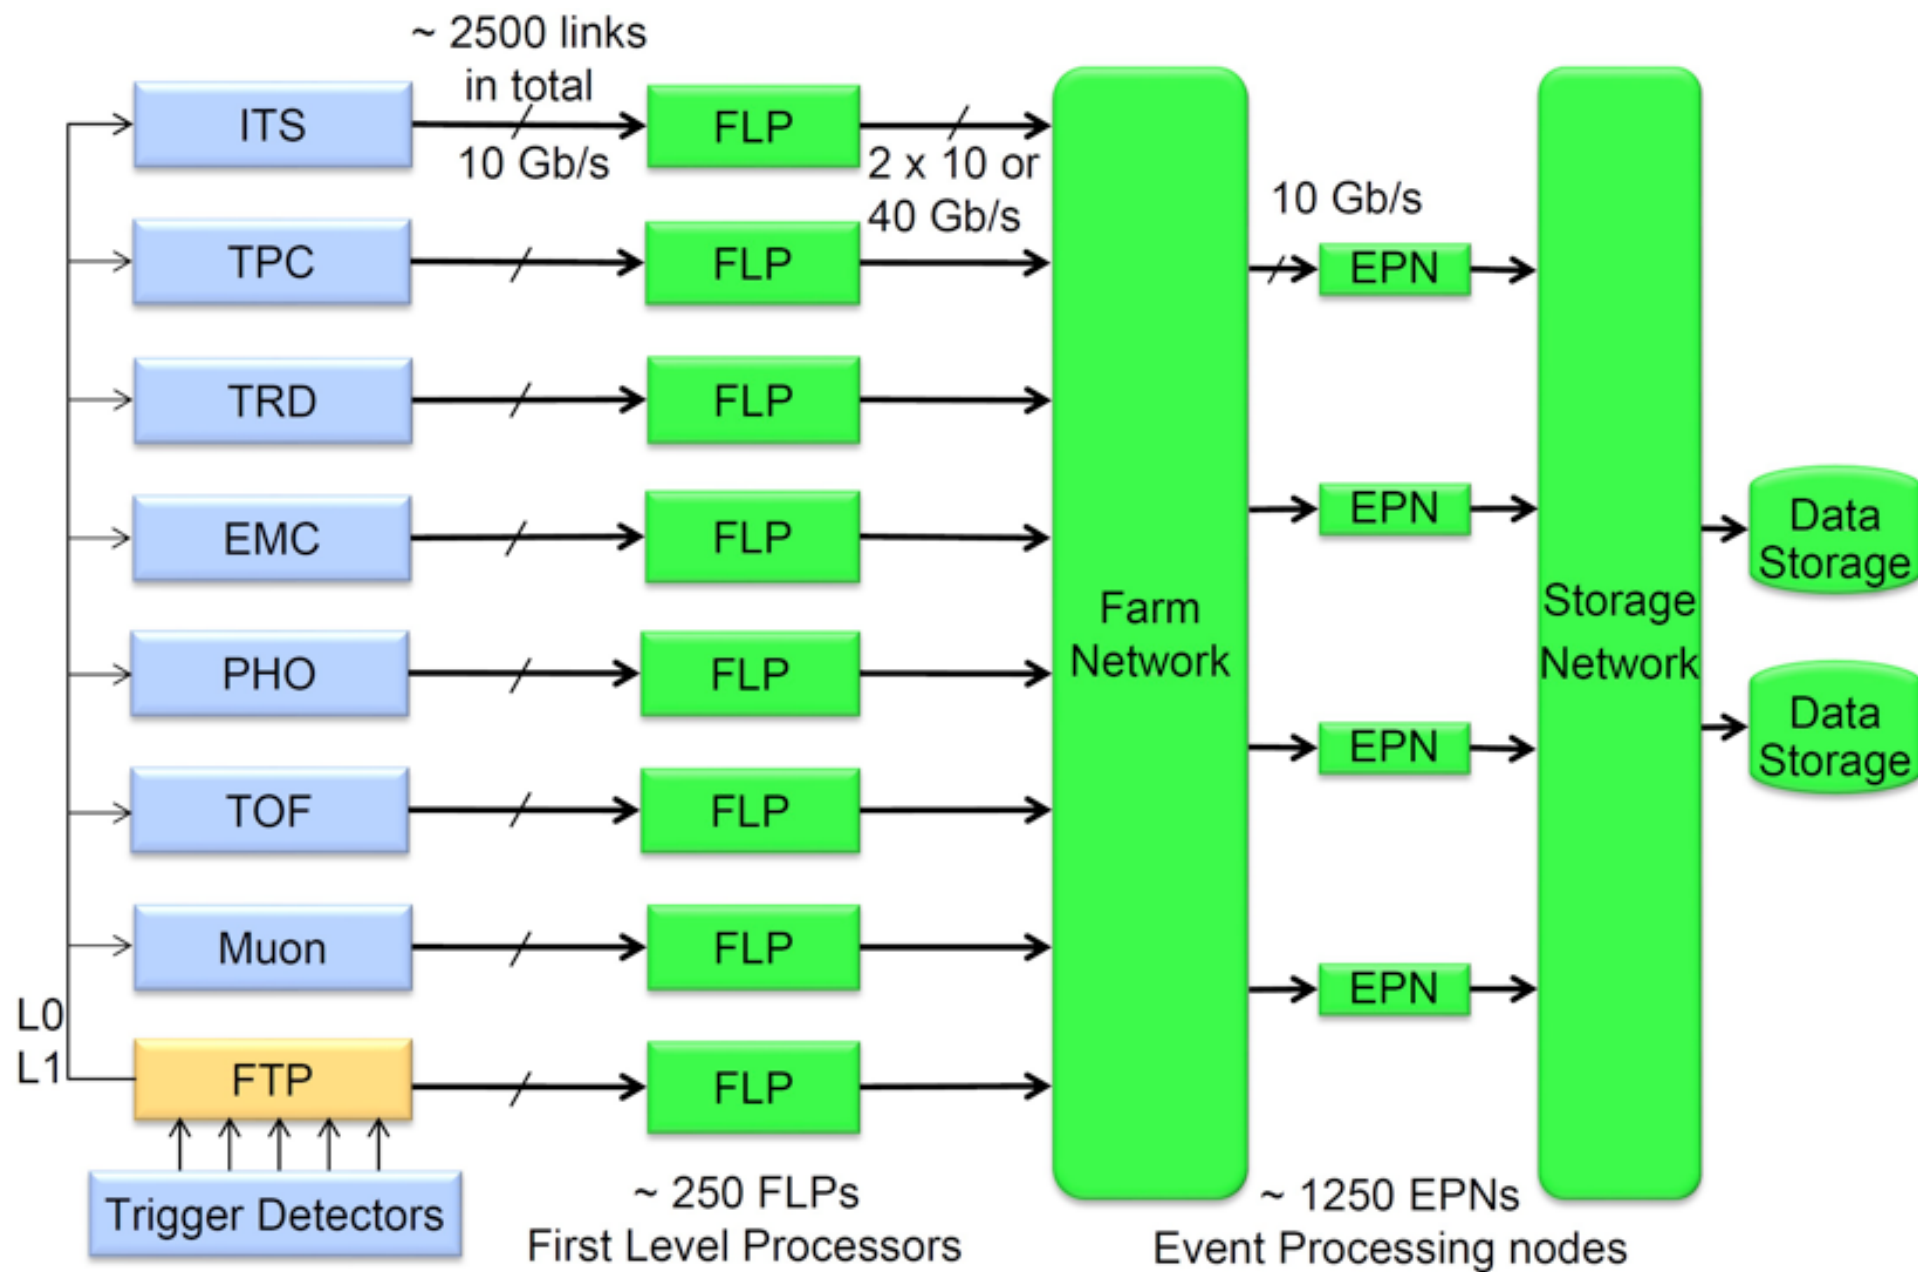 ~ 2500 links
in total
ITS
10 Gb/s
FLP
2 x 10 or
40 Gb/s
10 Gb/s
TPC
FLP
EPN
TRD
FLP
EMC
FLP
EPN
Data
Storage
Farm
Network
Storage
Network
PHO
FLP
EPN
Data
Storage
TOF
FLP
Muon
FLP
EPN
L0
L1
FTP
FLP
Trigger Detectors
~ 250 FLPs
First Level Processors
~ 1250 EPNs
Event Processing nodes